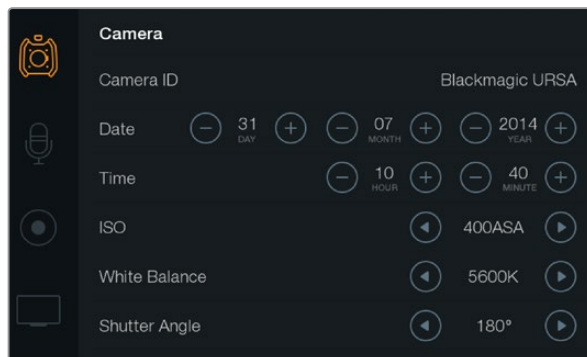 Camera
Camera ID Blackmagic URSA
Date − 31 + − 07 + − 2014 +
DAY MONTH YEAR
Time − 10 + − 40 +
HOUR MINUTE
ISO 400ASA
White Balance 5600K
Shutter Angle 180°